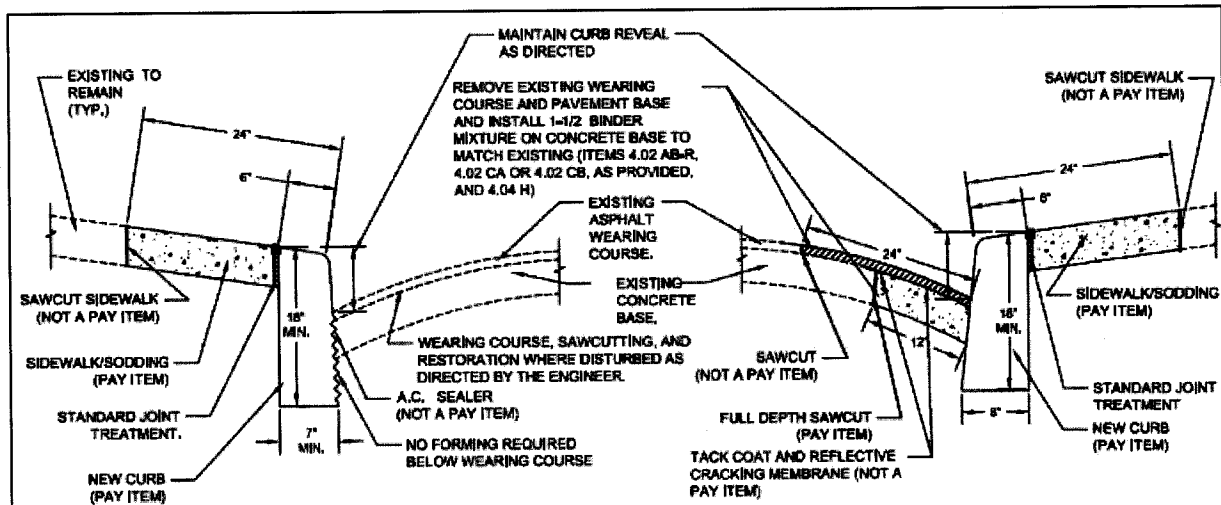 MAINTAIN CURB REVEAL
AS DIRECTED
EXISTING TO
REMAIN
(TYP.)
REMOVE EXISTING WEARING
COURSE AND PAVEMENT BASE
AND INSTALL 1-1/2 BINDER
MIXTURE ON CONCRETE BASE TO
MATCH EXISTING (ITEMS 4.02 AB-R,
4.02 CA OR 4.02 CB, AS PROVIDED,
AND 4.04 H)
SAWCUT SIDEWALK
(NOT A PAY ITEM)
24"
6"
24"
6"
EXISTING
ASPHALT
WEARING
COURSE.
24"
EXISTING
CONCRETE
BASE.
SAWCUT SIDEWALK
(NOT A PAY ITEM)
18"
MIN.
SIDEWALK/SODDING
(PAY ITEM)
18"
MIN.
12"
WEARING COURSE, SAWCUTTING, AND
RESTORATION WHERE DISTURBED AS
DIRECTED BY THE ENGINEER.
SAWCUT
(NOT A PAY ITEM)
SIDEWALK/SODDING
(PAY ITEM)
A.C. SEALER
(NOT A PAY ITEM)
STANDARD JOINT
TREATMENT
STANDARD JOINT
TREATMENT.
7"
MIN.
NO FORMING REQUIRED
BELOW WEARING COURSE
FULL DEPTH SAWCUT
(PAY ITEM)
8"
NEW CURB
(PAY ITEM)
TACK COAT AND REFLECTIVE
CRACKING MEMBRANE (NOT A
PAY ITEM)
NEW CURB
(PAY ITEM)